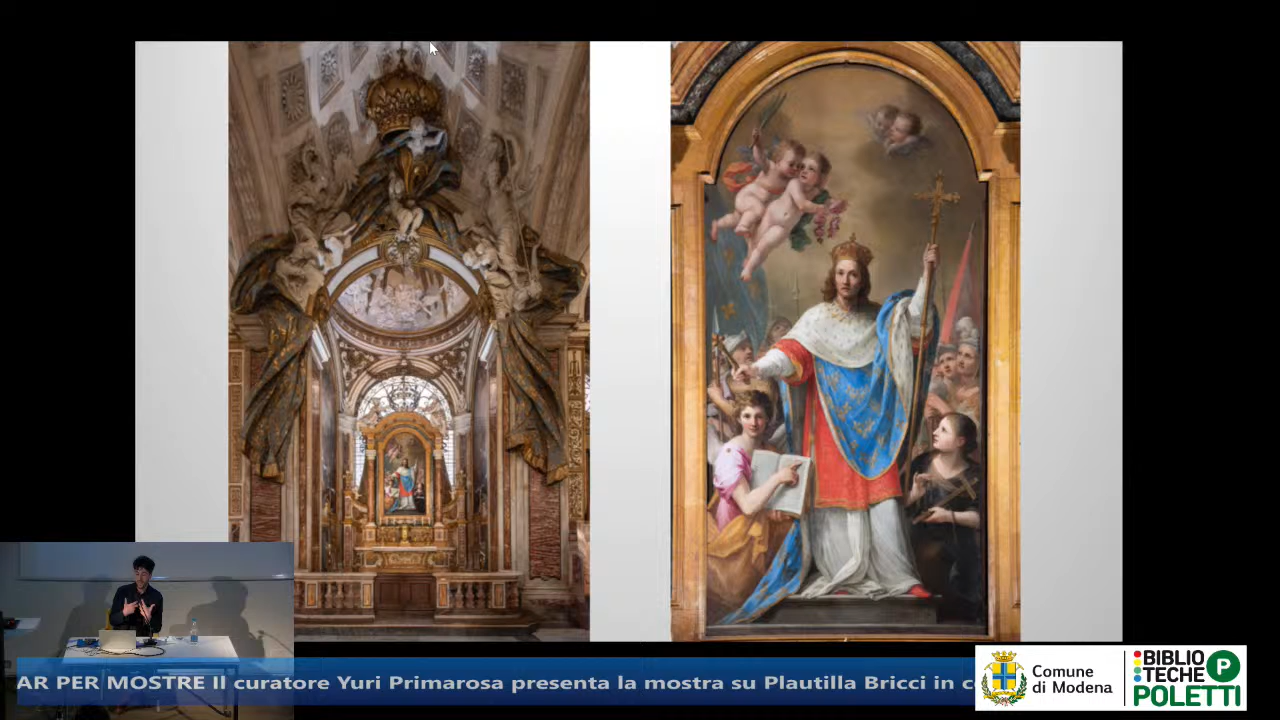 AR PER MOSTRE Il curatore Yuri Primarosa presenta la mostra su Plautilla Bricci in c
Comune
di Modena
BIBLIO
TECHE
POLETTI
P